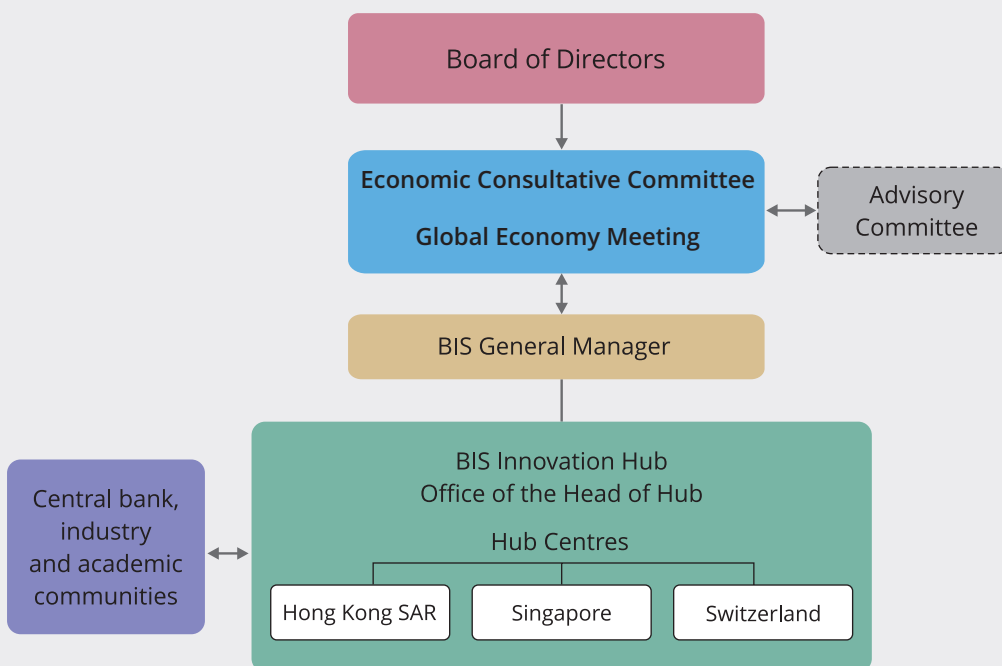 Board of Directors
Economic Consultative Committee
Global Economy Meeting
Advisory
Committee
BIS General Manager
BIS Innovation Hub
Office of the Head of Hub
Central bank,
industry
and academic
communities
Hub Centres
Hong Kong SAR
Singapore
Switzerland